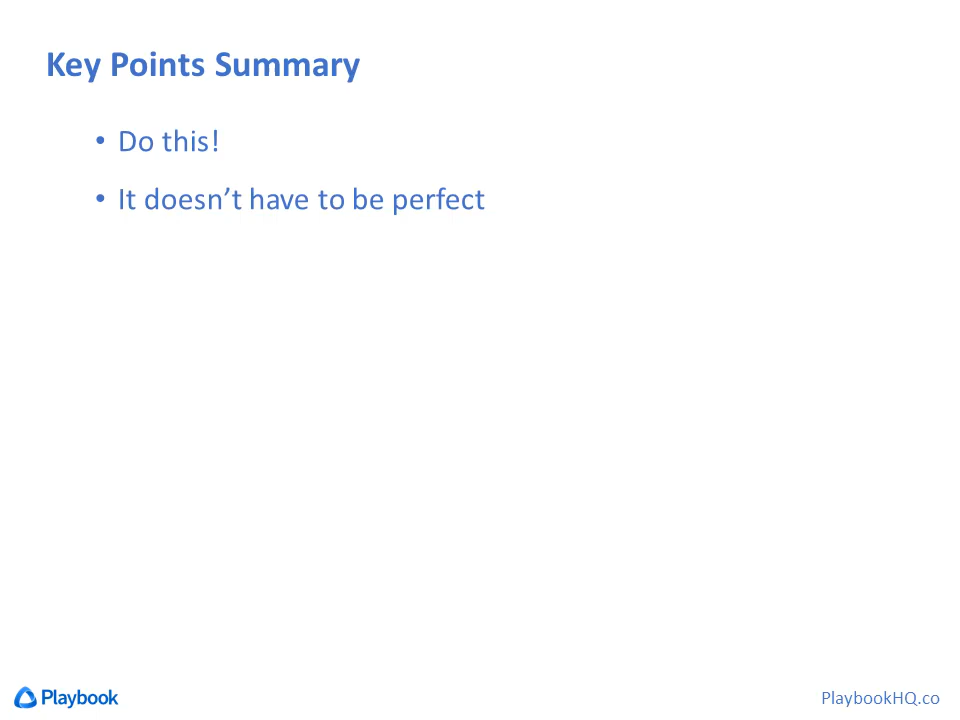 Key Points Summary
• Do this!
• It doesn’t have to be perfect
Playbook
PlaybookHQ.co